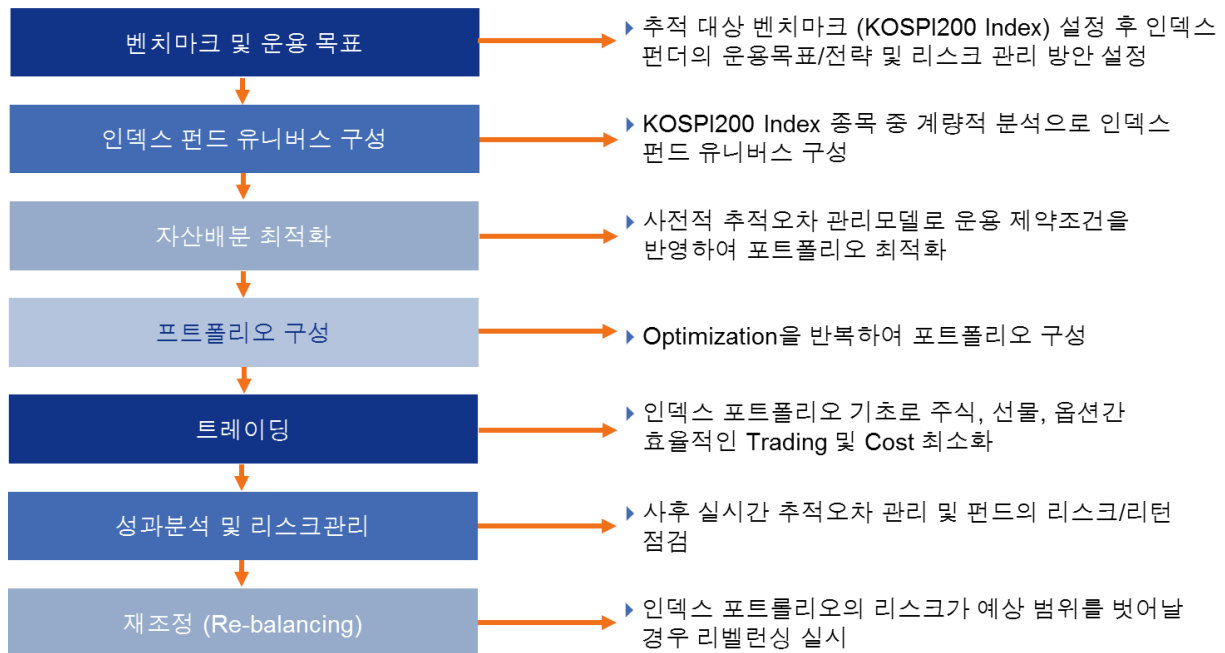 벤치마크 및 운용 목표
추적 대상 벤치마크 (KOSPI200 Index) 설정 후 인덱스
펀더의 운용목표/전략 및 리스크 관리 방안 설정
인덱스 펀드 유니버스 구성
KOSPI200 Index 종목 중 계량적 분석으로 인덱스
펀드 유니버스 구성
자산배분 최적화
사전적 추적오차 관리모델로 운용 제약조건을
반영하여 포트폴리오 최적화
프트폴리오 구성
Optimization을 반복하여 포트폴리오 구성
트레이딩
인덱스 포트폴리오 기초로 주식, 선물, 옵션간
효율적인 Trading 및 Cost 최소화
성과분석 및 리스크관리
사후 실시간 추적오차 관리 및 펀드의 리스크/리턴
점검
재조정 (Re-balancing)
인덱스 포트롤리오의 리스크가 예상 범위를 벗어날
경우 리벨런싱 실시